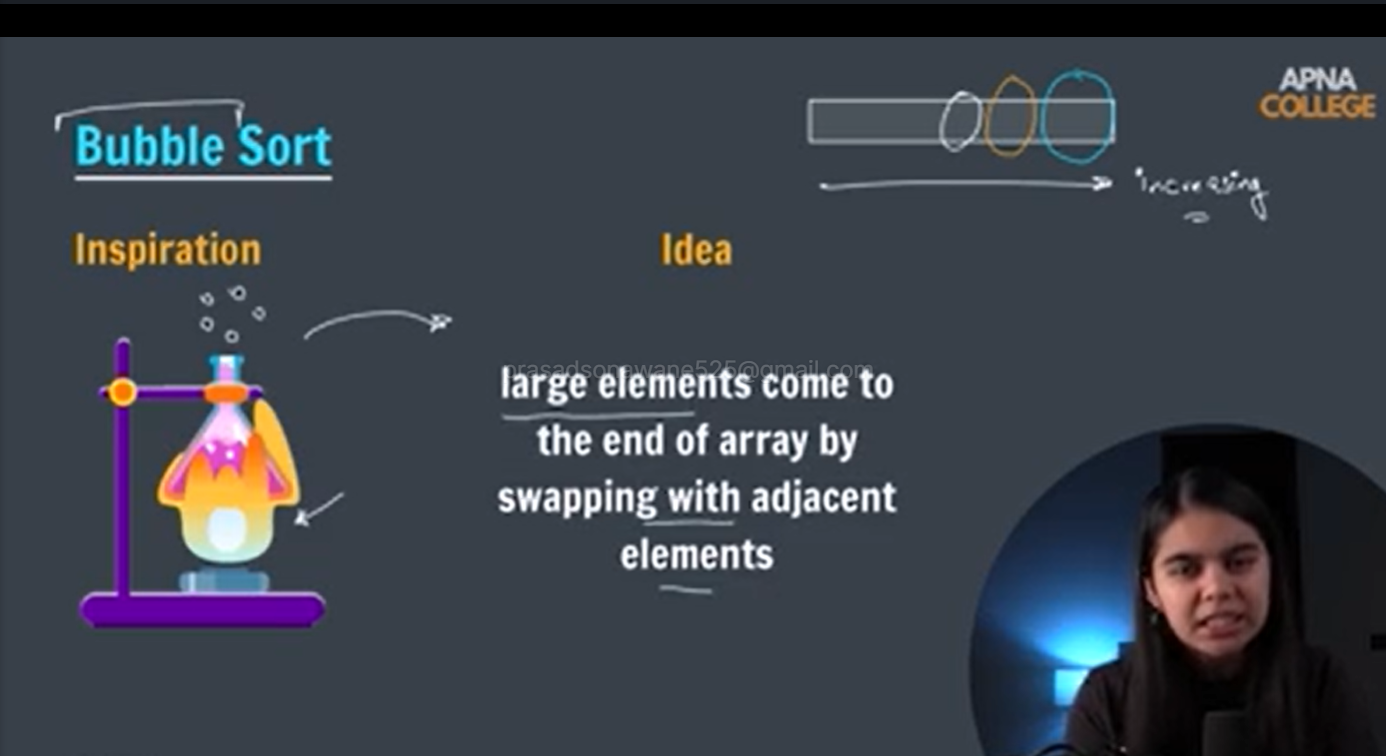 APNA
COLLEGE
Bubble Sort
increasing
Inspiration
Idea
prasadsonawane525@gmail.com
large elements come to
the end of array by
swapping with adjacent
elements